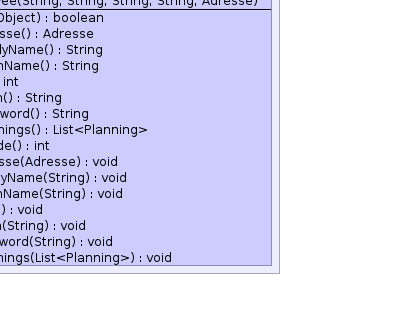 ee(String, String, String, String, Adresse)
Object) : boolean
sse() : Adresse
lyName() : String
nName() : String
int
n() : String
word() : String
nings() : List<Planning>
de() : int
sse(Adresse) : void
yName(String) : void
nName(String) : void
) : void
n(String) : void
word(String) : void
nings(List<Planning>) : void